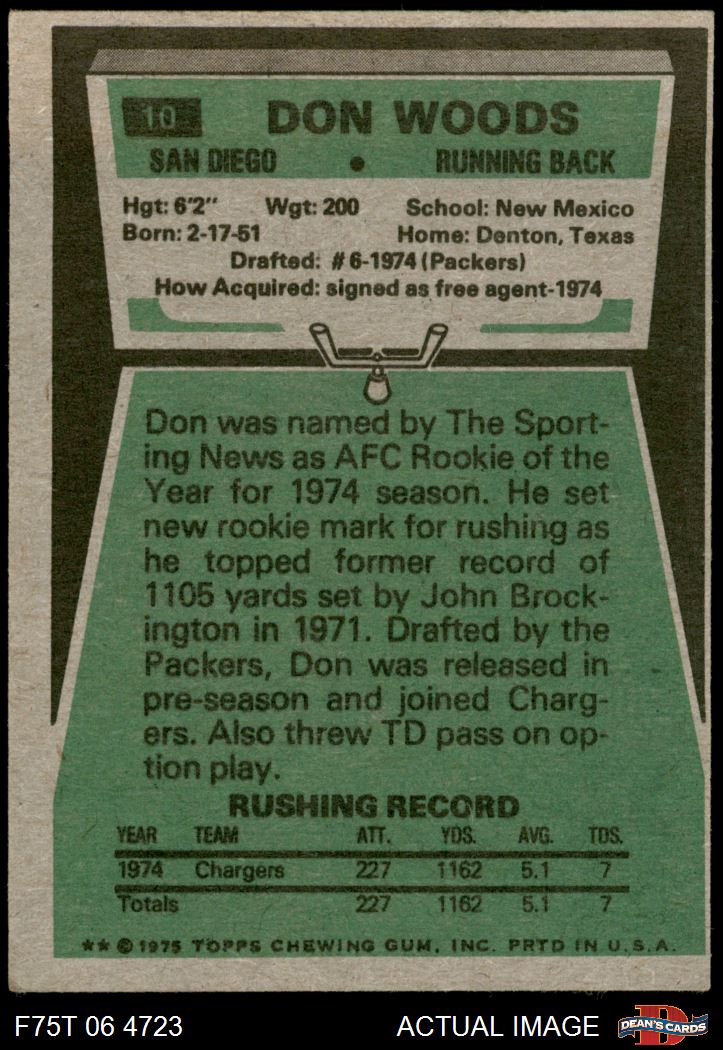 10 DON WOODS
SAN DIEGO • RUNNING BACK
Hgt: 6'2" Wgt: 200 School: New Mexico
Born: 2-17-51 Home: Denton, Texas
Drafted: #6-1974 (Packers)
How Acquired: signed as free agent-1974
Don was named by The Sport-
ing News as AFC Rookie of the
Year for 1974 season. He set
new rookie mark for rushing as
he topped former record of
1105 yards set by John Brock-
ington in 1971. Drafted by the
Packers, Don was released in
pre-season and joined Charg-
ers. Also threw TD pass on op-
tion play.
RUSHING RECORD
YEAR TEAM ATT. YDS. AVG. TDS.
1974 Chargers 227 1162 5.1 7
Totals 227 1162 5.1 7
** © 1975 TOPPS CHEWING GUM, INC. PRTD IN U.S.A.
F75T 06 4723 ACTUAL IMAGE D DEAN'S CARDS